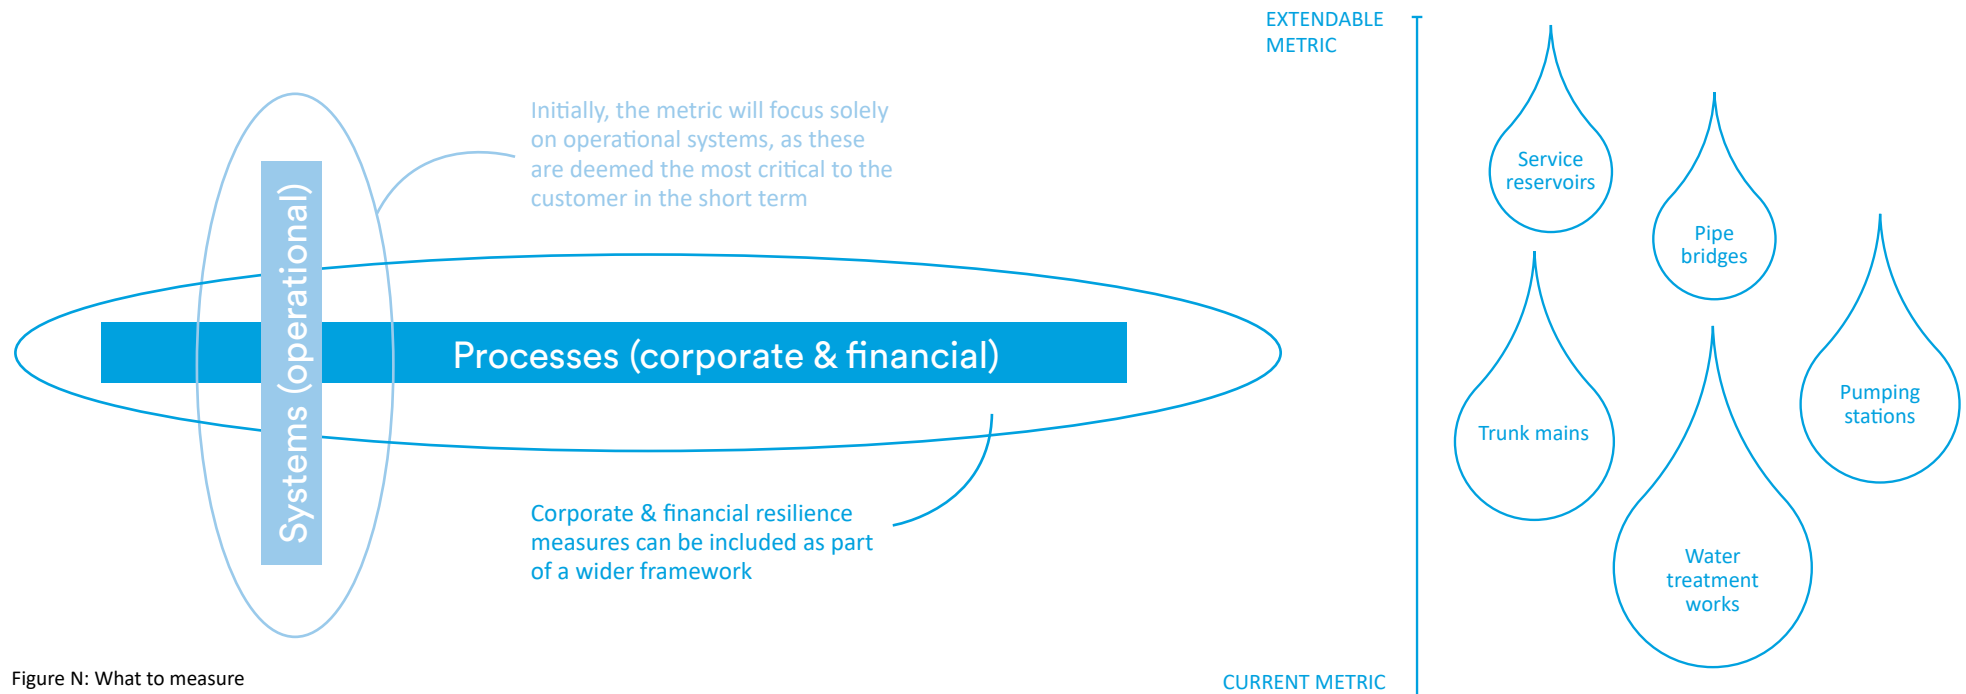 Initially, the metric will focus solely
on operational systems, as these
are deemed the most critical to the
customer in the short term
Systems (operational)
Processes (corporate & financial)
Corporate & financial resilience
measures can be included as part
of a wider framework
Figure N: What to measure
EXTENDABLE
METRIC
CURRENT METRIC
Service
reservoirs
Pipe
bridges
Trunk mains
Pumping
stations
Water
treatment
works